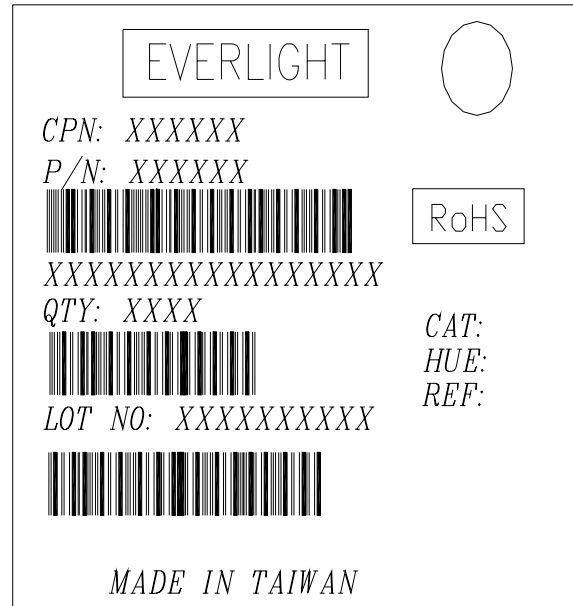 EVERLIGHT
CPN: XXXXXX
P/N: XXXXXX
RoHS
XXXXXXXXXXXXXXXXX
QTY: XXXX
CAT:
HUE:
REF:
LOT NO: XXXXXXXXXX
MADE IN TAIWAN